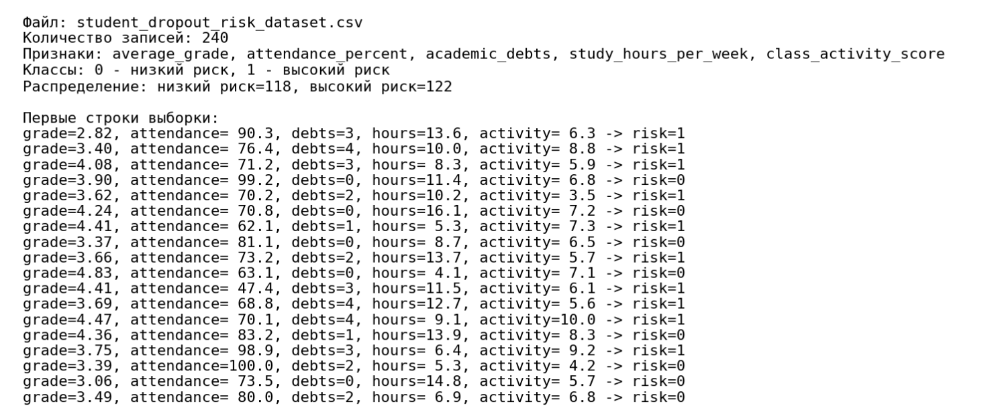 Файл: student_dropout_risk_dataset.csv
Количество записей: 240
Признаки: average_grade, attendance_percent, academic_debts, study_hours_per_week, class_activity_score
Классы: 0 - низкий риск, 1 - высокий риск
Распределение: низкий риск=118, высокий риск=122

Первые строки выборки:
grade=2.82, attendance= 90.3, debts=3, hours=13.6, activity= 6.3 -> risk=1
grade=3.40, attendance= 76.4, debts=4, hours=10.0, activity= 8.8 -> risk=1
grade=4.08, attendance= 71.2, debts=3, hours= 8.3, activity= 5.9 -> risk=1
grade=3.90, attendance= 99.2, debts=0, hours=11.4, activity= 6.8 -> risk=0
grade=3.62, attendance= 70.2, debts=2, hours=10.2, activity= 3.5 -> risk=1
grade=4.24, attendance= 70.8, debts=0, hours=16.1, activity= 7.2 -> risk=0
grade=4.41, attendance= 62.1, debts=1, hours= 5.3, activity= 7.3 -> risk=1
grade=3.37, attendance= 81.1, debts=0, hours= 8.7, activity= 6.5 -> risk=0
grade=3.66, attendance= 73.2, debts=2, hours=13.7, activity= 5.7 -> risk=1
grade=4.83, attendance= 63.1, debts=0, hours= 4.1, activity= 7.1 -> risk=0
grade=4.41, attendance= 47.4, debts=3, hours=11.5, activity= 6.1 -> risk=1
grade=3.69, attendance= 68.8, debts=4, hours=12.7, activity= 5.6 -> risk=1
grade=4.47, attendance= 70.1, debts=4, hours= 9.1, activity=10.0 -> risk=1
grade=4.36, attendance= 83.2, debts=1, hours=13.9, activity= 8.3 -> risk=0
grade=3.75, attendance= 98.9, debts=3, hours= 6.4, activity= 9.2 -> risk=1
grade=3.39, attendance=100.0, debts=2, hours= 5.3, activity= 4.2 -> risk=0
grade=3.06, attendance= 73.5, debts=0, hours=14.8, activity= 5.7 -> risk=0
grade=3.49, attendance= 80.0, debts=2, hours= 6.9, activity= 6.8 -> risk=0